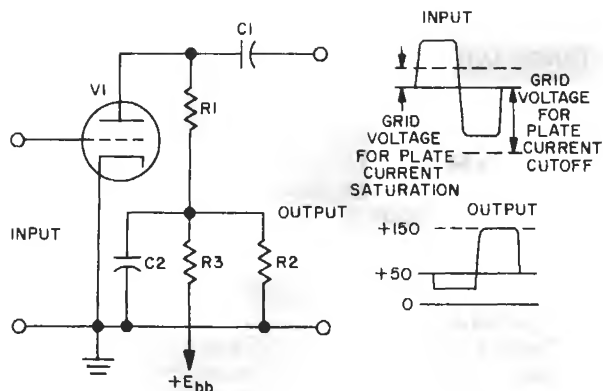 C1
V1
R1
INPUT
C2
R3
R2
OUTPUT
+Ebb
INPUT
GRID
VOLTAGE
FOR PLATE
CURRENT
SATURATION
GRID
VOLTAGE
FOR
PLATE
CURRENT
CUTOFF
OUTPUT
+150
+50
0